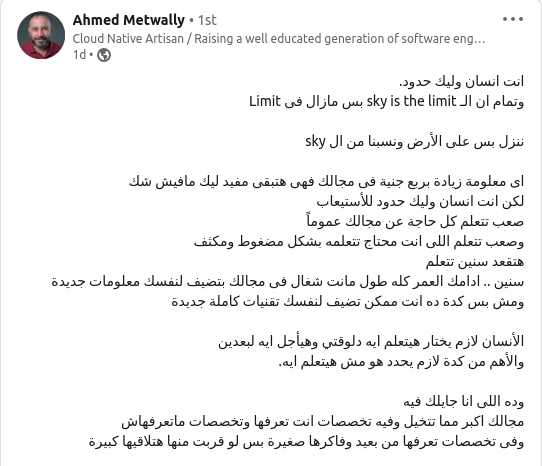 Ahmed Metwally • 1st
Cloud Native Artisan / Raising a well educated generation of software eng…
1d •
انت انسان وليك حدود.
وتمام ان الـ sky is the limit بس مازال فى Limit
ننزل بس على الأرض ونسبنا من ال sky
اى معلومة زيادة بربع جنية فى مجالك فهى هتبقى مفيد ليك مافيش شك
لكن انت انسان وليك حدود للأستيعاب
صعب تتعلم كل حاجة عن مجالك عموماً
وصعب تتعلم اللى انت محتاج تتعلمه بشكل مضغوط ومكثف
هتقعد سنين تتعلم
سنين .. ادامك العمر كله طول مانت شغال فى مجالك بتضيف لنفسك معلومات جديدة
ومش بس كدة ده انت ممكن تضيف لنفسك تقنيات كاملة جديدة
الأنسان لازم يختار هيتعلم ايه دلوقتي وهيأجل ايه لبعدين
والأهم من كدة لازم يحدد هو مش هيتعلم ايه.
وده اللى انا جايلك فيه
مجالك اكبر مما تتخيل وفيه تخصصات انت تعرفها وتخصصات ماتعرفهاش
وفى تخصصات تعرفها من بعيد وفاكرها صغيرة بس لو قربت منها هتلاقيها كبيرة